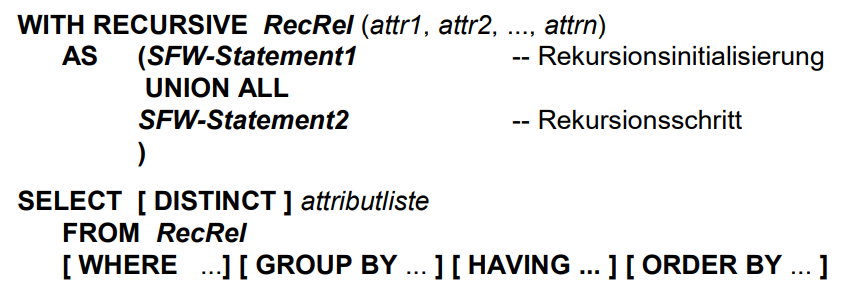 WITH RECURSIVE RecRel (attr1, attr2, ..., attrn)
AS (SFW-Statement1 -- Rekursionsinitialisierung
UNION ALL
SFW-Statement2 -- Rekursionsschritt
)
SELECT [ DISTINCT ] attributliste
FROM RecRel
[ WHERE ...] [ GROUP BY ... ] [ HAVING ... ] [ ORDER BY ... ]